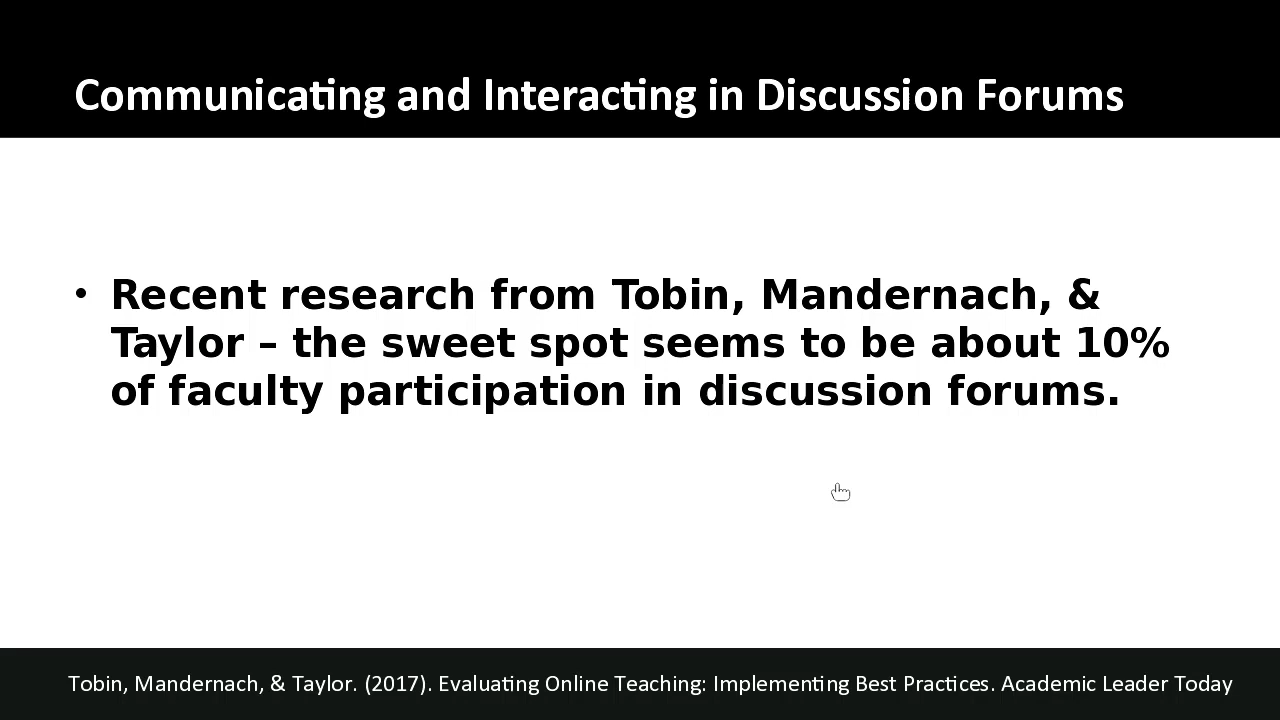 Communicating and Interacting in Discussion Forums
• Recent research from Tobin, Mandernach, &
Taylor – the sweet spot seems to be about 10%
of faculty participation in discussion forums.
Tobin, Mandernach, & Taylor. (2017). Evaluating Online Teaching: Implementing Best Practices. Academic Leader Today